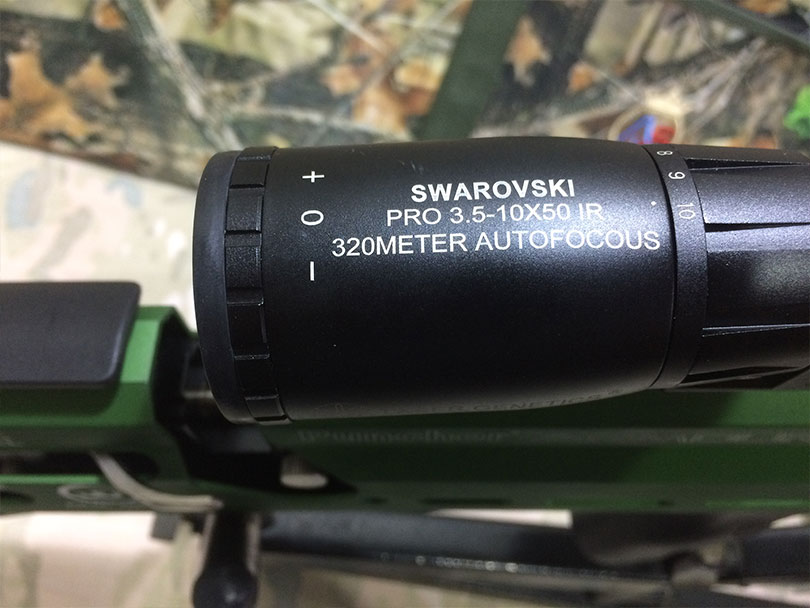 +
0
−
SWAROVSKI
PRO 3.5-10X50 IR
320METER AUTOFOCOUS
8
9
10